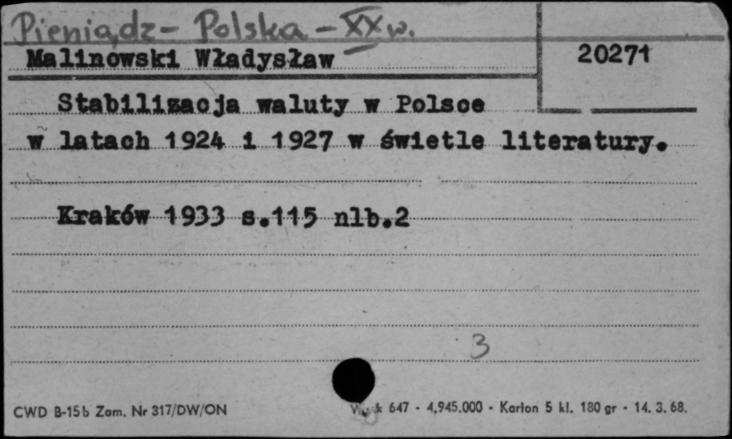 Pieniądz - Polska - XX w.
Malinowski Władysław
20271
Stabilizacja waluty w Polsce
w latach 1924 i 1927 w świetle literatury.
Kraków 1933 s.115 nlb.2
3
CWD B-15b Zam. Nr 317/DW/ON
647 - 4,945.000 - Karton 5 kl. 180 gr - 14. 3. 68.